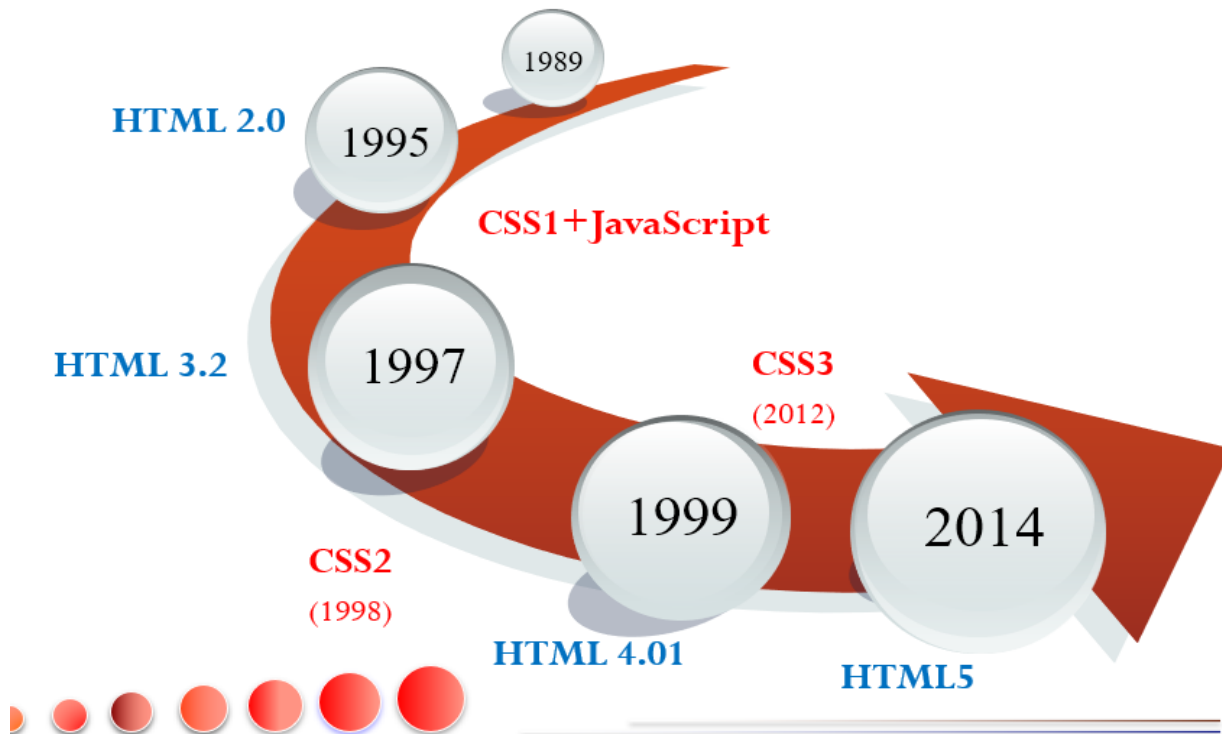 1989
HTML 2.0
1995
CSS1+JavaScript
HTML 3.2
1997
CSS3
(2012)
1999
2014
CSS2
(1998)
HTML 4.01
HTML5